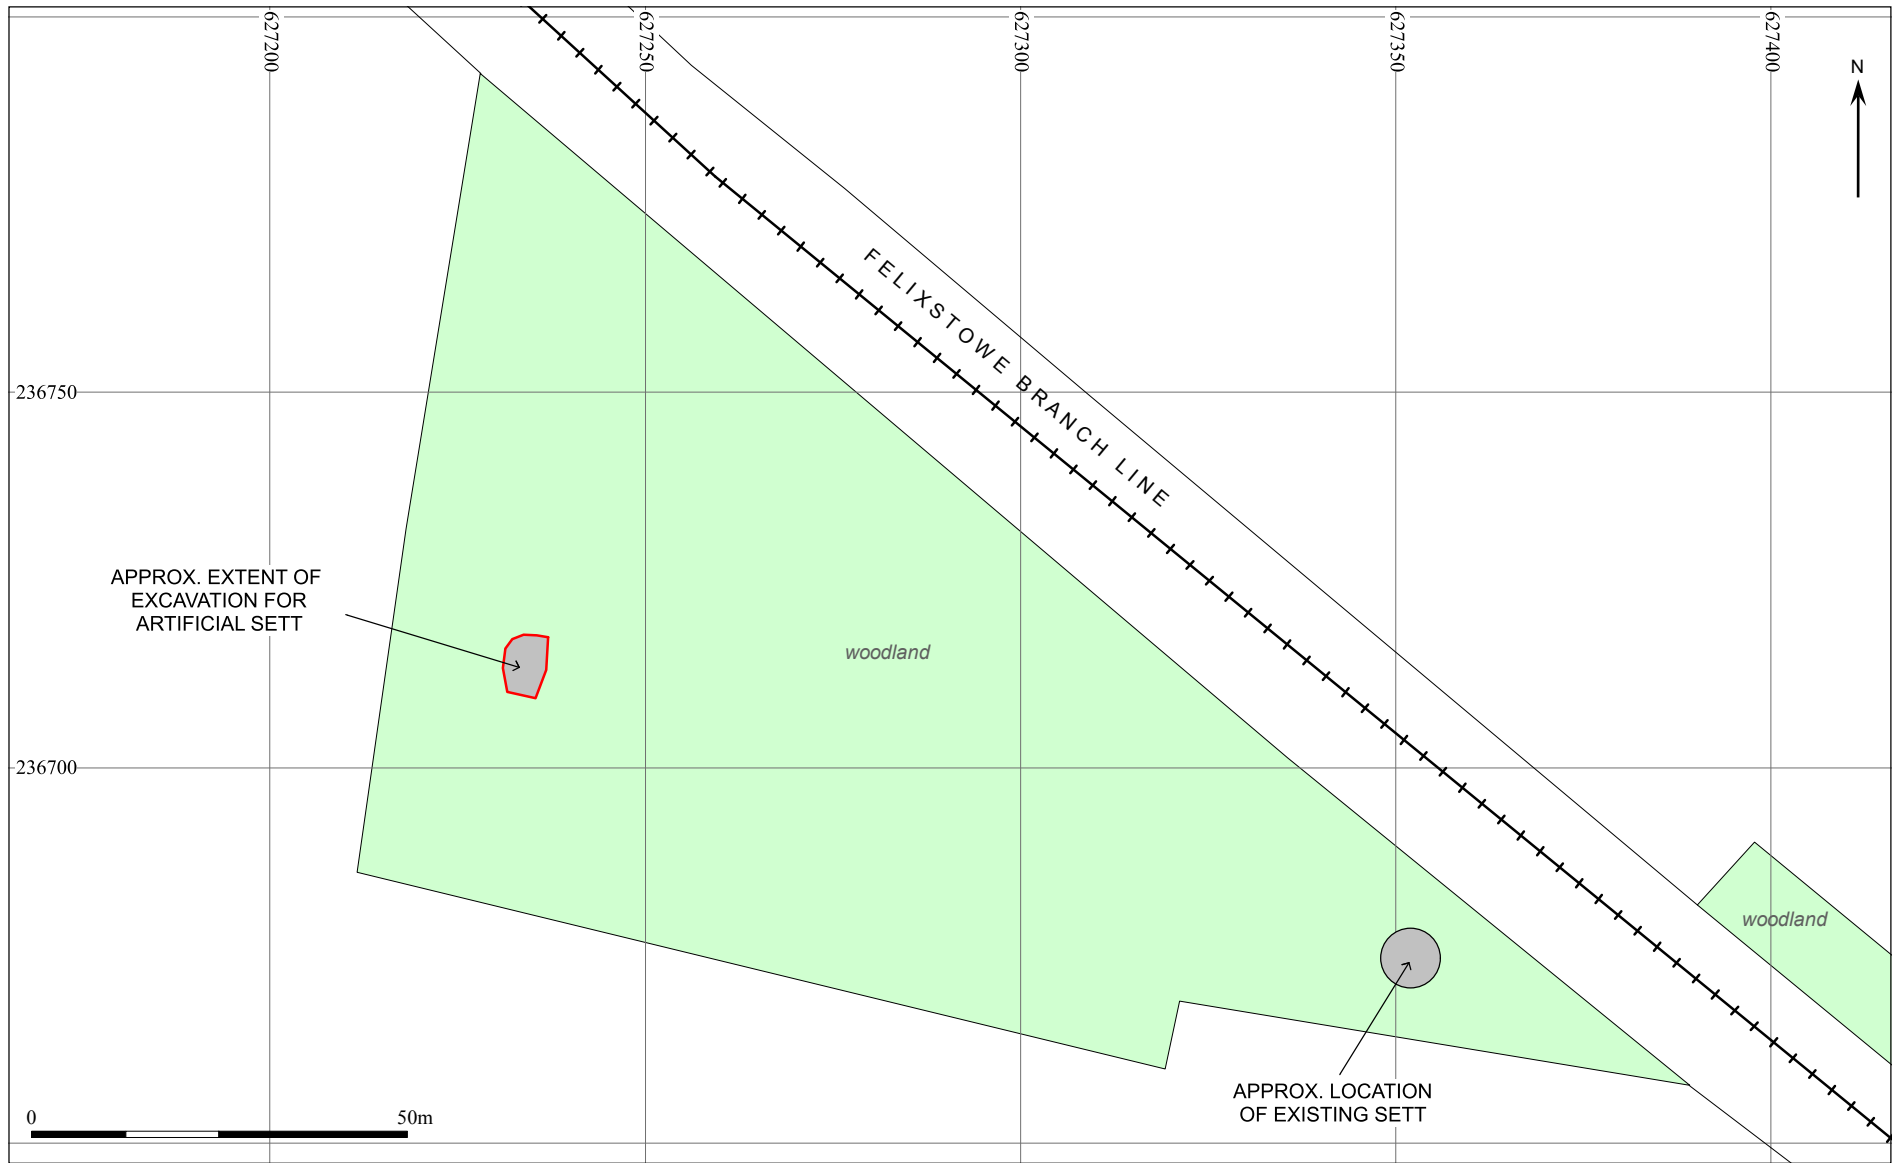 627200
627250
627300
627350
627400
N
FELIXSTOWE BRANCH LINE
236750
APPROX. EXTENT OF
EXCAVATION FOR
ARTIFICIAL SETT
woodland
236700
woodland
APPROX. LOCATION
OF EXISTING SETT
0 50m